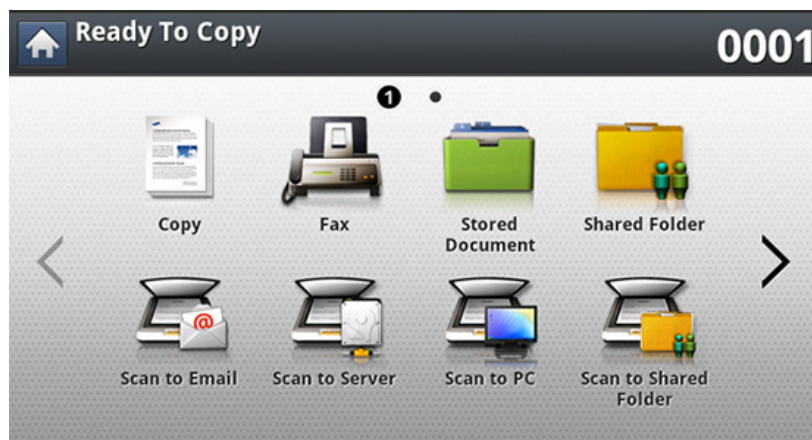 Ready To Copy
0001
1
Copy
Fax
Stored
Document
Shared Folder
Scan to Email
Scan to Server
Scan to PC
Scan to Shared
Folder